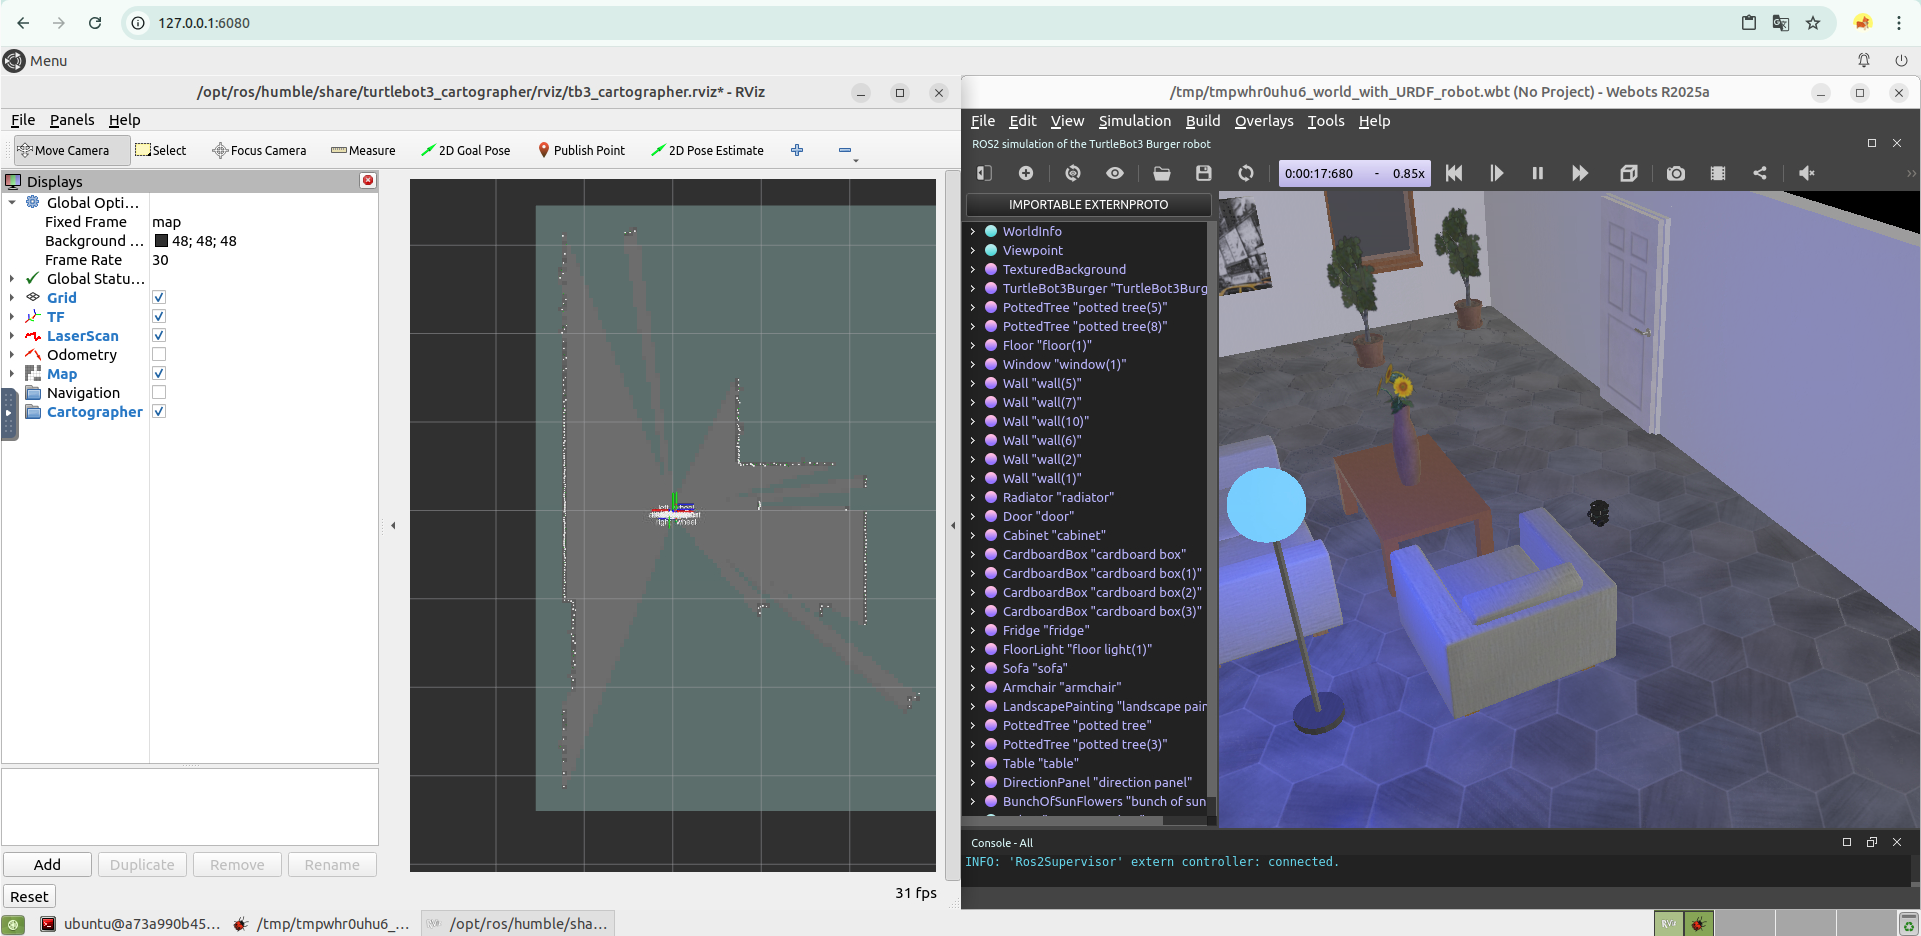 127.0.0.1:6080
Menu
/opt/ros/humble/share/turtlebot3_cartographer/rviz/tb3_cartographer.rviz* - RViz
File Panels Help
Move Camera Select Focus Camera Measure 2D Goal Pose Publish Point 2D Pose Estimate
Displays
Global Opti...
Fixed Frame map
Background ... 48; 48; 48
Frame Rate 30
Global Statu...
Grid
TF
LaserScan
Odometry
Map
Navigation
Cartographer
Add Duplicate Remove Rename
Reset
31 fps
/tmp/tmpwhr0uhu6_world_with_URDF_robot.wbt (No Project) - Webots R2025a
File Edit View Simulation Build Overlays Tools Help
ROS2 simulation of the TurtleBot3 Burger robot
0:00:17:680 - 0.85x
IMPORTABLE EXTERNPROTO
WorldInfo
Viewpoint
TexturedBackground
TurtleBot3Burger "TurtleBot3Burg
PottedTree "potted tree(5)"
PottedTree "potted tree(8)"
Floor "floor(1)"
Window "window(1)"
Wall "wall(5)"
Wall "wall(7)"
Wall "wall(10)"
Wall "wall(6)"
Wall "wall(2)"
Wall "wall(1)"
Radiator "radiator"
Door "door"
Cabinet "cabinet"
CardboardBox "cardboard box"
CardboardBox "cardboard box(1)"
CardboardBox "cardboard box(2)"
CardboardBox "cardboard box(3)"
Fridge "fridge"
FloorLight "floor light(1)"
Sofa "sofa"
Armchair "armchair"
LandscapePainting "landscape pain
PottedTree "potted tree"
PottedTree "potted tree(3)"
Table "table"
DirectionPanel "direction panel"
BunchOfSunFlowers "bunch of sun
Console - All
INFO: 'Ros2Supervisor' extern controller: connected.
ubuntu@a73a990b45... /tmp/tmpwhr0uhu6_... /opt/ros/humble/sha...